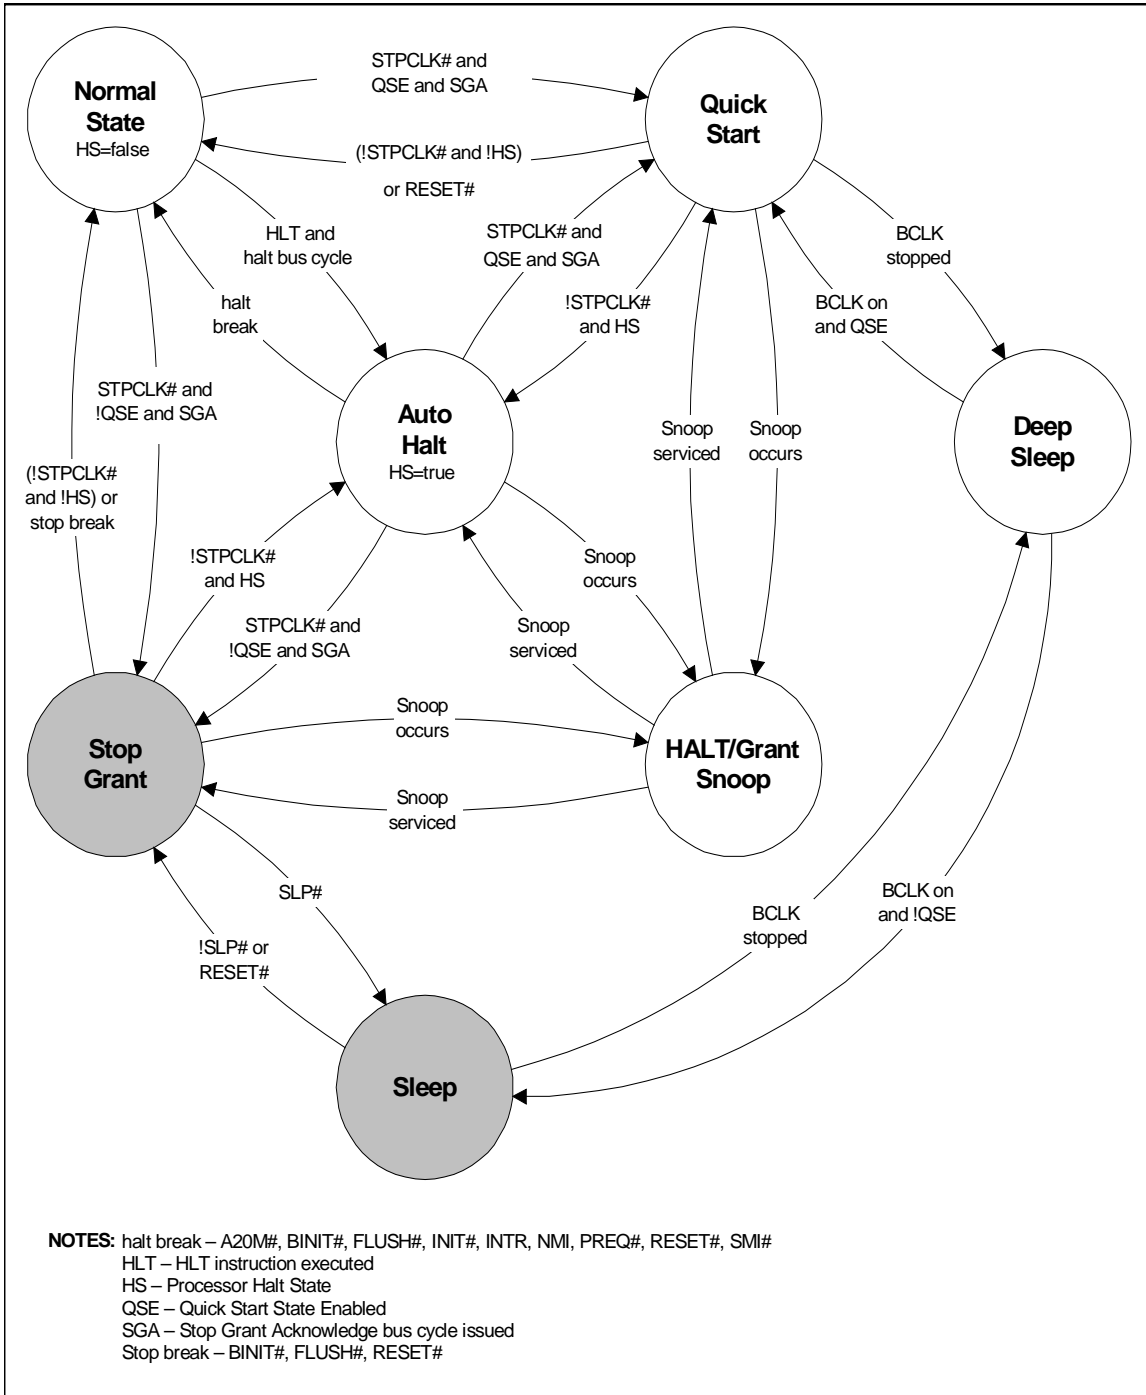 Normal
State
HS=false
STPCLK# and
QSE and SGA
Quick
Start
(!STPCLK# and !HS)
or RESET#
HLT and
halt bus cycle
STPCLK# and
QSE and SGA
BCLK
stopped
halt
break
!STPCLK#
and HS
BCLK on
and QSE
STPCLK# and
!QSE and SGA
Auto
Halt
HS=true
Snoop
serviced
Snoop
occurs
Deep
Sleep
(!STPCLK#
and !HS) or
stop break
!STPCLK#
and HS
Snoop
occurs
STPCLK# and
!QSE and SGA
Snoop
serviced
Stop
Grant
Snoop
occurs
HALT/Grant
Snoop
Snoop
serviced
SLP#
BCLK
stopped
BCLK on
and !QSE
!SLP# or
RESET#
Sleep
NOTES: halt break – A20M#, BINIT#, FLUSH#, INIT#, INTR, NMI, PREQ#, RESET#, SMI#
HLT – HLT instruction executed
HS – Processor Halt State
QSE – Quick Start State Enabled
SGA – Stop Grant Acknowledge bus cycle issued
Stop break – BINIT#, FLUSH#, RESET#